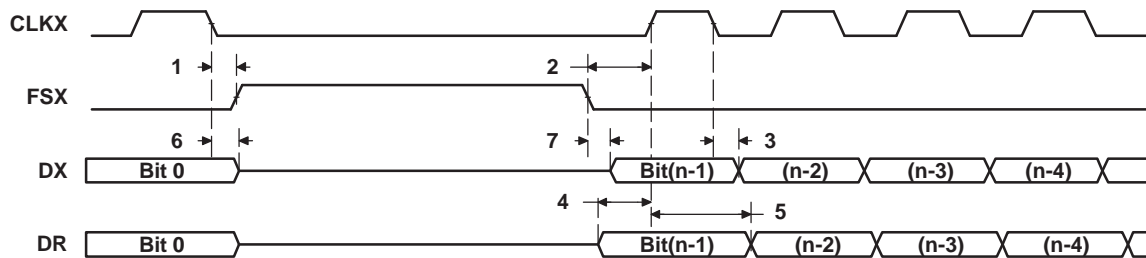 CLKX
1 2
FSX
6 7 3
DX Bit 0 Bit(n-1) (n-2) (n-3) (n-4)
4 5
DR Bit 0 Bit(n-1) (n-2) (n-3) (n-4)